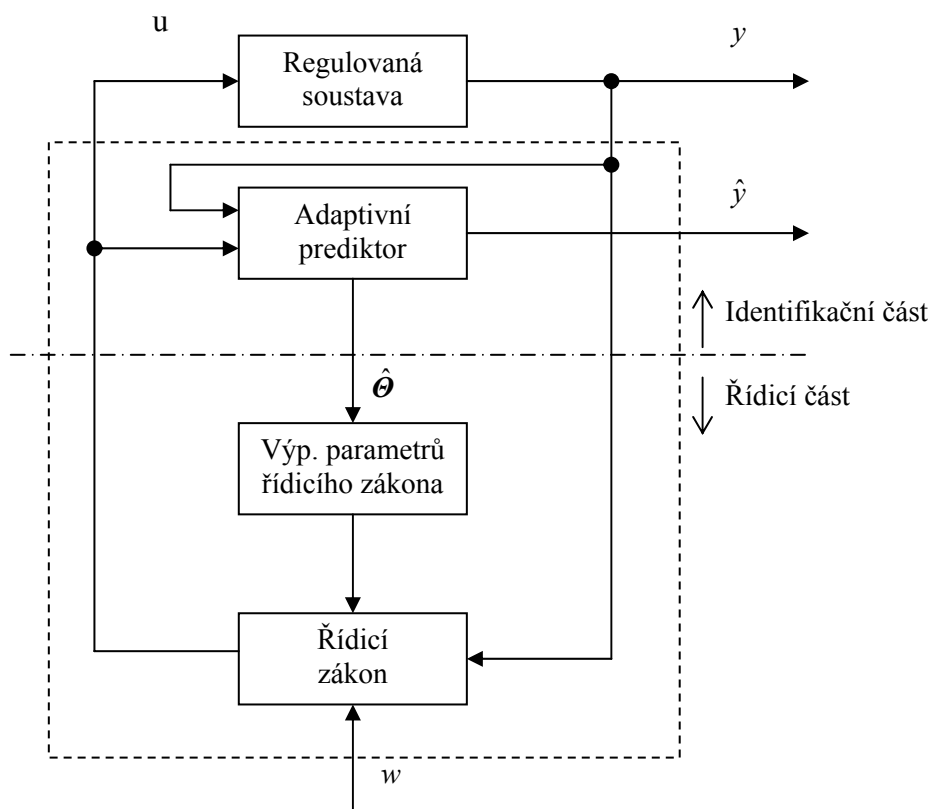 u
y
Regulovaná
soustava
ŷ
Adaptivní
prediktor
Identifikační část
Θ̂
Řídicí část
Výp. parametrů
řídicího zákona
Řídicí
zákon
w